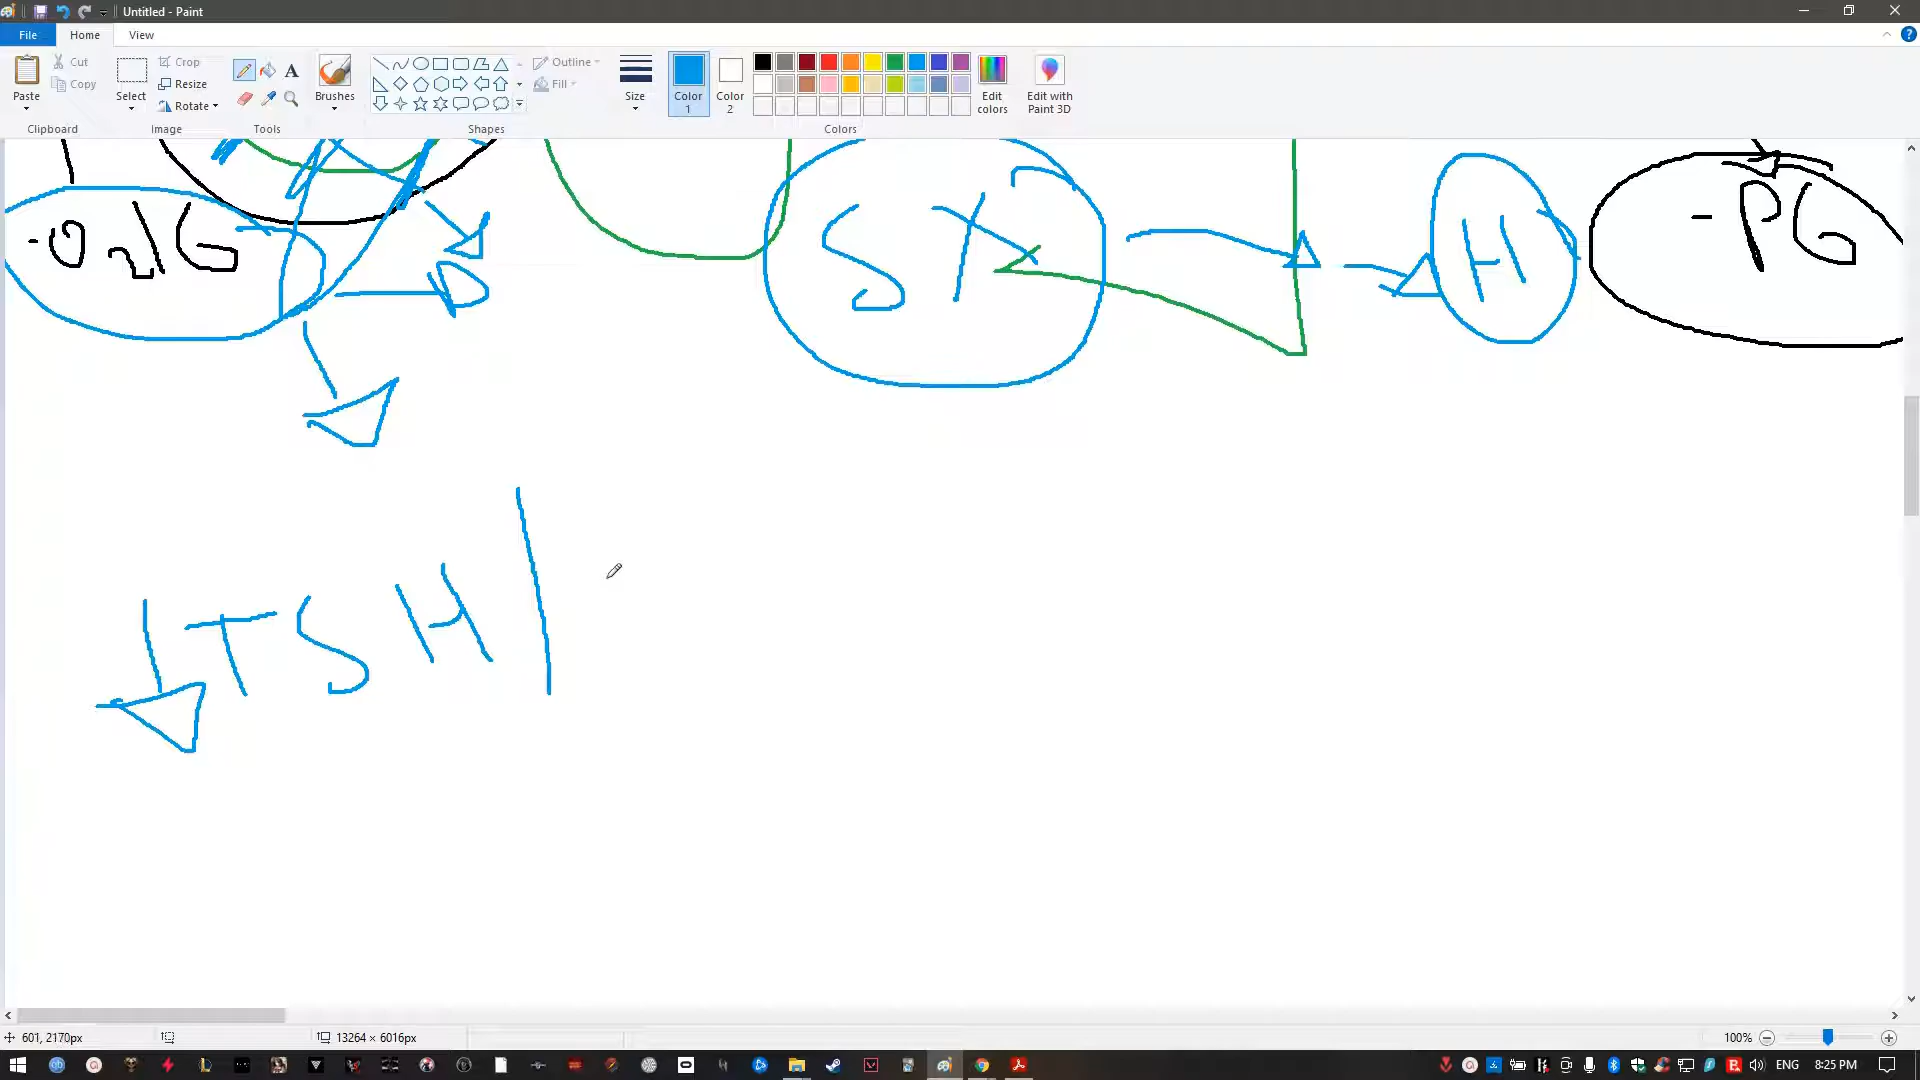 Untitled - Paint
File Home View
Paste Cut Copy Clipboard
Select Crop Resize Rotate Image
Tools
Brushes
Outline Fill Shapes
Size
Color 1
Color 2
Edit colors
Edit with Paint 3D
Colors
SX H -PG
TSH
601, 2170px 13264 × 6016px 100%
ENG 8:25 PM